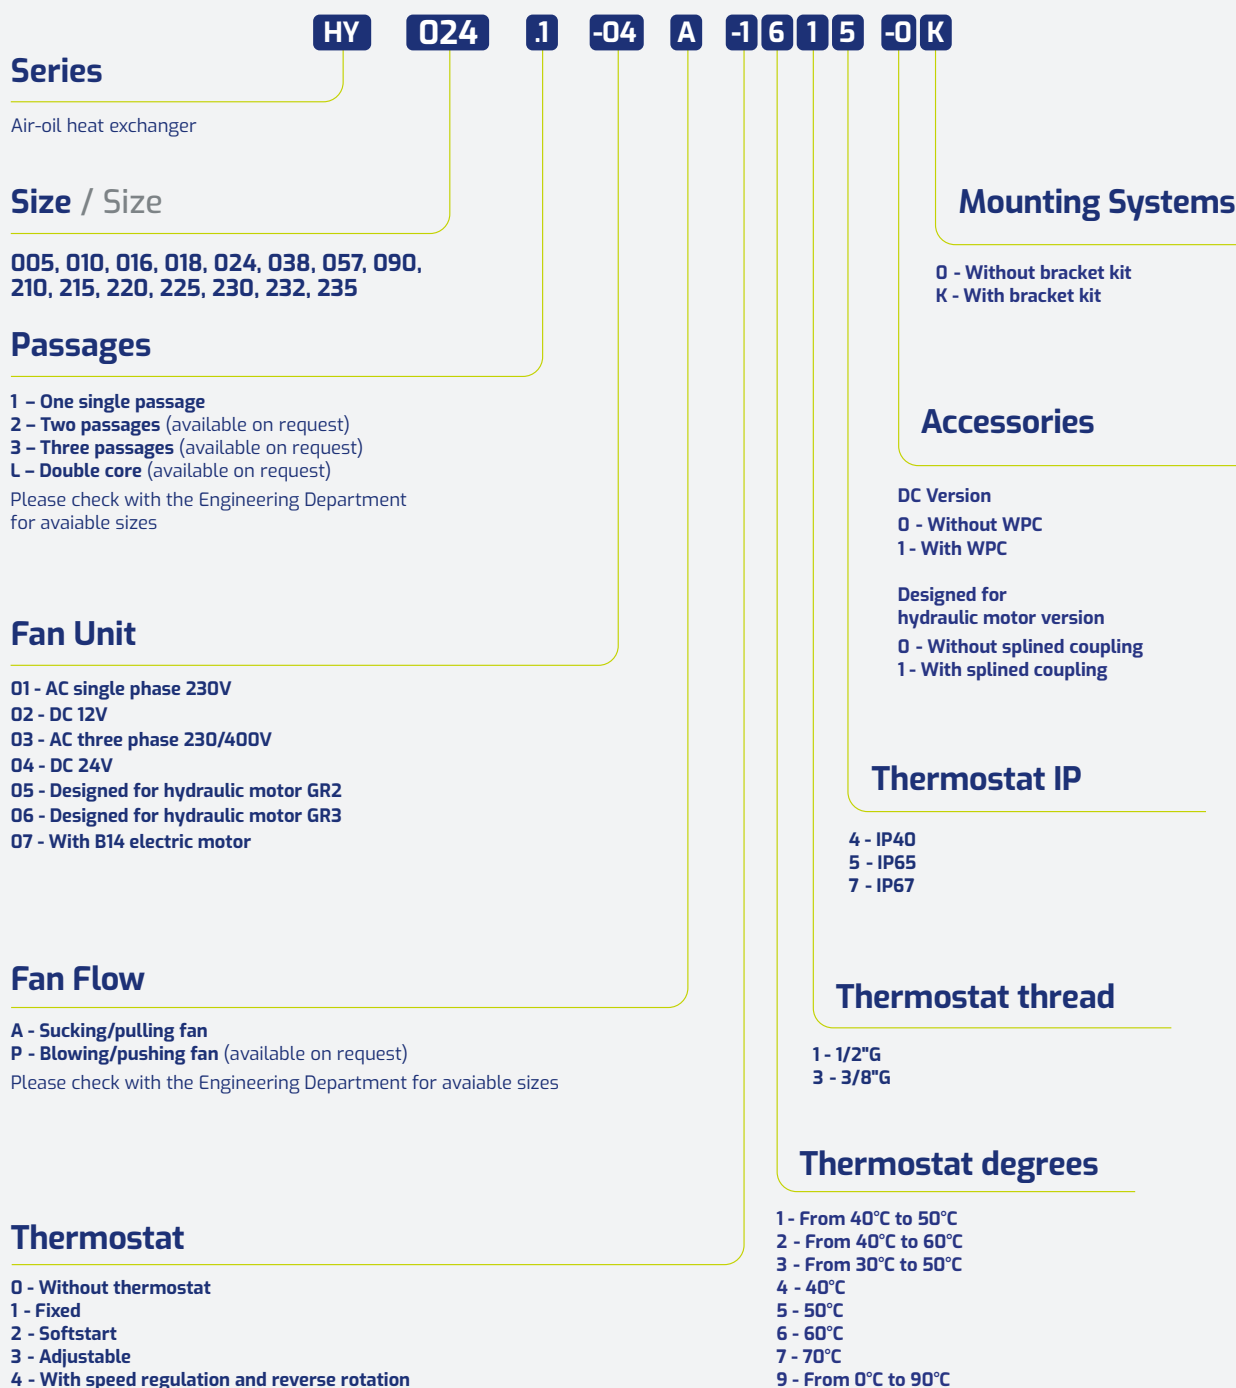 HY 024 .1 -04 A -1 6 1 5 -0 K
Series
Air-oil heat exchanger
Size / Size
005, 010, 016, 018, 024, 038, 057, 090,
210, 215, 220, 225, 230, 232, 235
Passages
1 – One single passage
2 – Two passages (available on request)
3 – Three passages (available on request)
L – Double core (available on request)
Please check with the Engineering Department
for avaiable sizes
Fan Unit
01 - AC single phase 230V
02 - DC 12V
03 - AC three phase 230/400V
04 - DC 24V
05 - Designed for hydraulic motor GR2
06 - Designed for hydraulic motor GR3
07 - With B14 electric motor
Fan Flow
A - Sucking/pulling fan
P - Blowing/pushing fan (available on request)
Please check with the Engineering Department for avaiable sizes
Thermostat
0 - Without thermostat
1 - Fixed
2 - Softstart
3 - Adjustable
4 - With speed regulation and reverse rotation
Mounting Systems
0 - Without bracket kit
K - With bracket kit
Accessories
DC Version
0 - Without WPC
1 - With WPC
Designed for
hydraulic motor version
0 - Without splined coupling
1 - With splined coupling
Thermostat IP
4 - IP40
5 - IP65
7 - IP67
Thermostat thread
1 - 1/2"G
3 - 3/8"G
Thermostat degrees
1 - From 40°C to 50°C
2 - From 40°C to 60°C
3 - From 30°C to 50°C
4 - 40°C
5 - 50°C
6 - 60°C
7 - 70°C
9 - From 0°C to 90°C